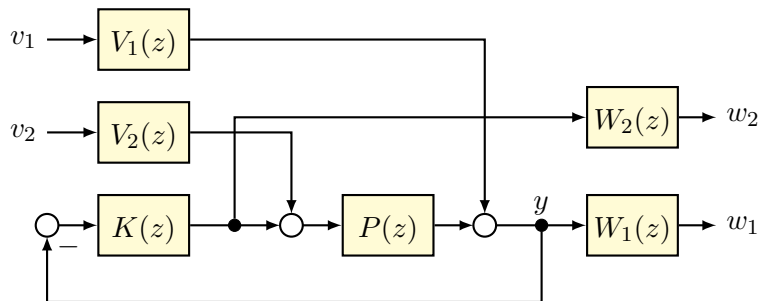 v₁ V₁(z)
v₂ V₂(z) W₂(z) w₂
− K(z) P(z) y W₁(z) w₁